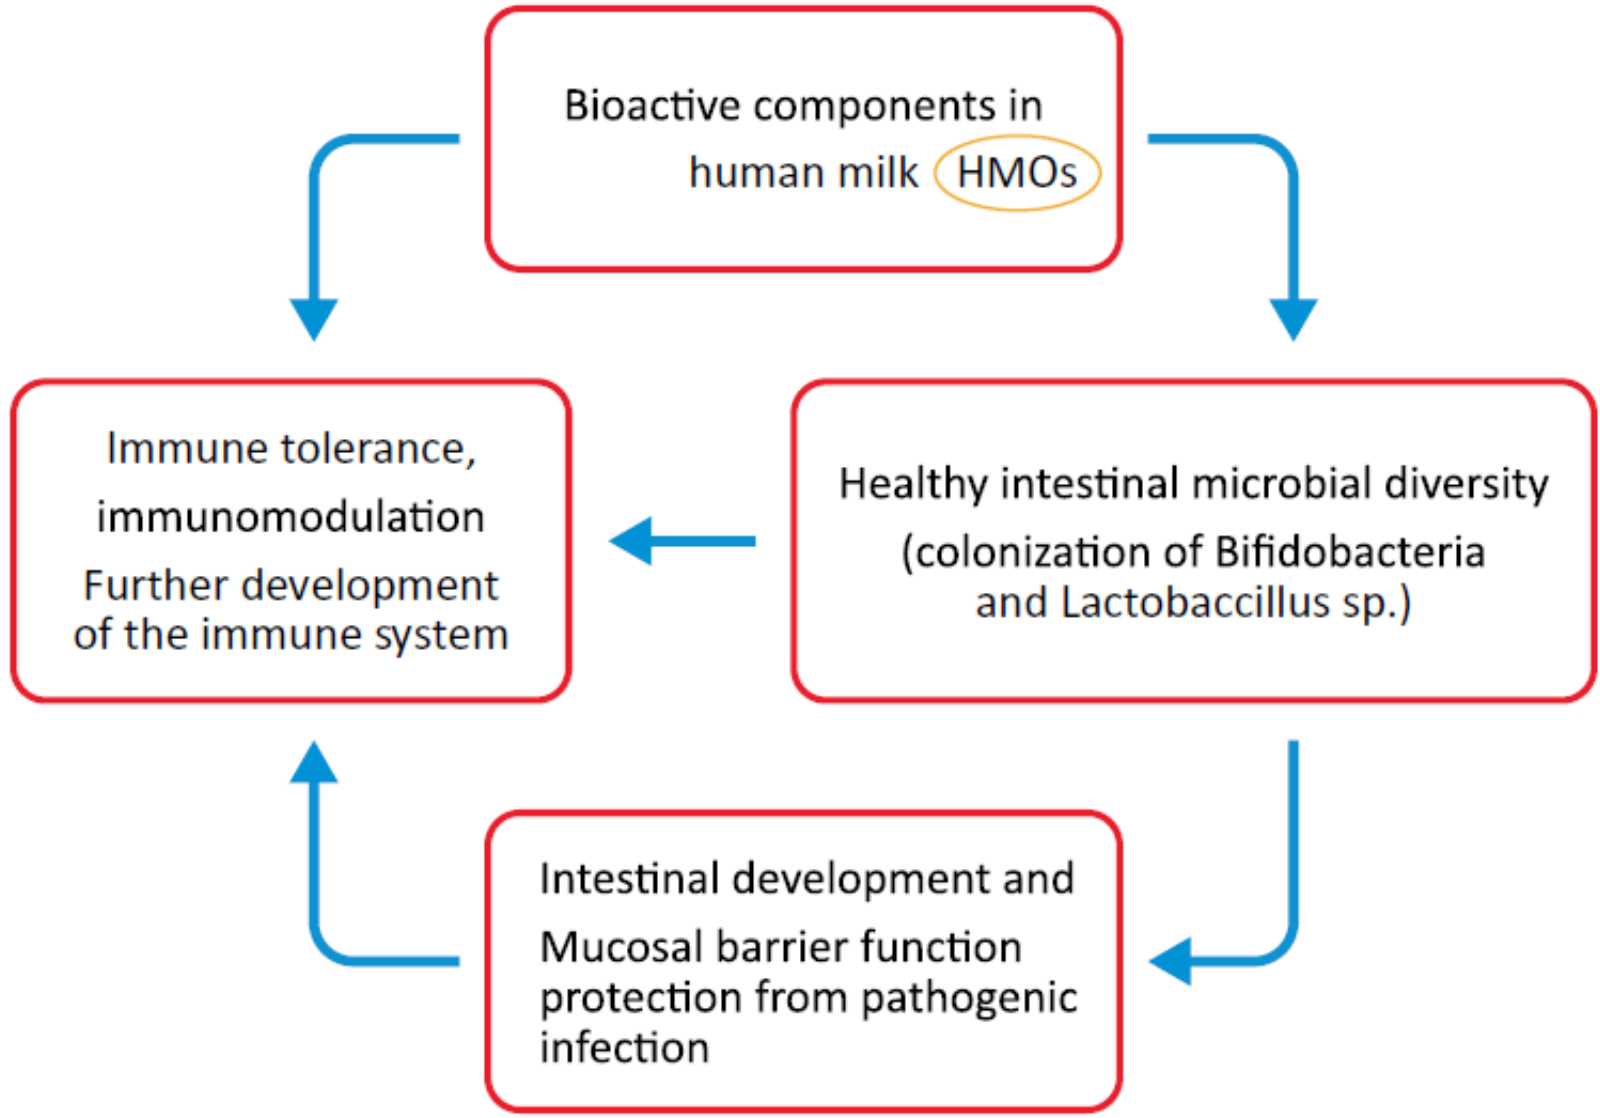 Bioactive components in
human milk HMOs
Immune tolerance,
immunomodulation
Further development
of the immune system
Healthy intestinal microbial diversity
(colonization of Bifidobacteria
and Lactobaccillus sp.)
Intestinal development and
Mucosal barrier function
protection from pathogenic
infection